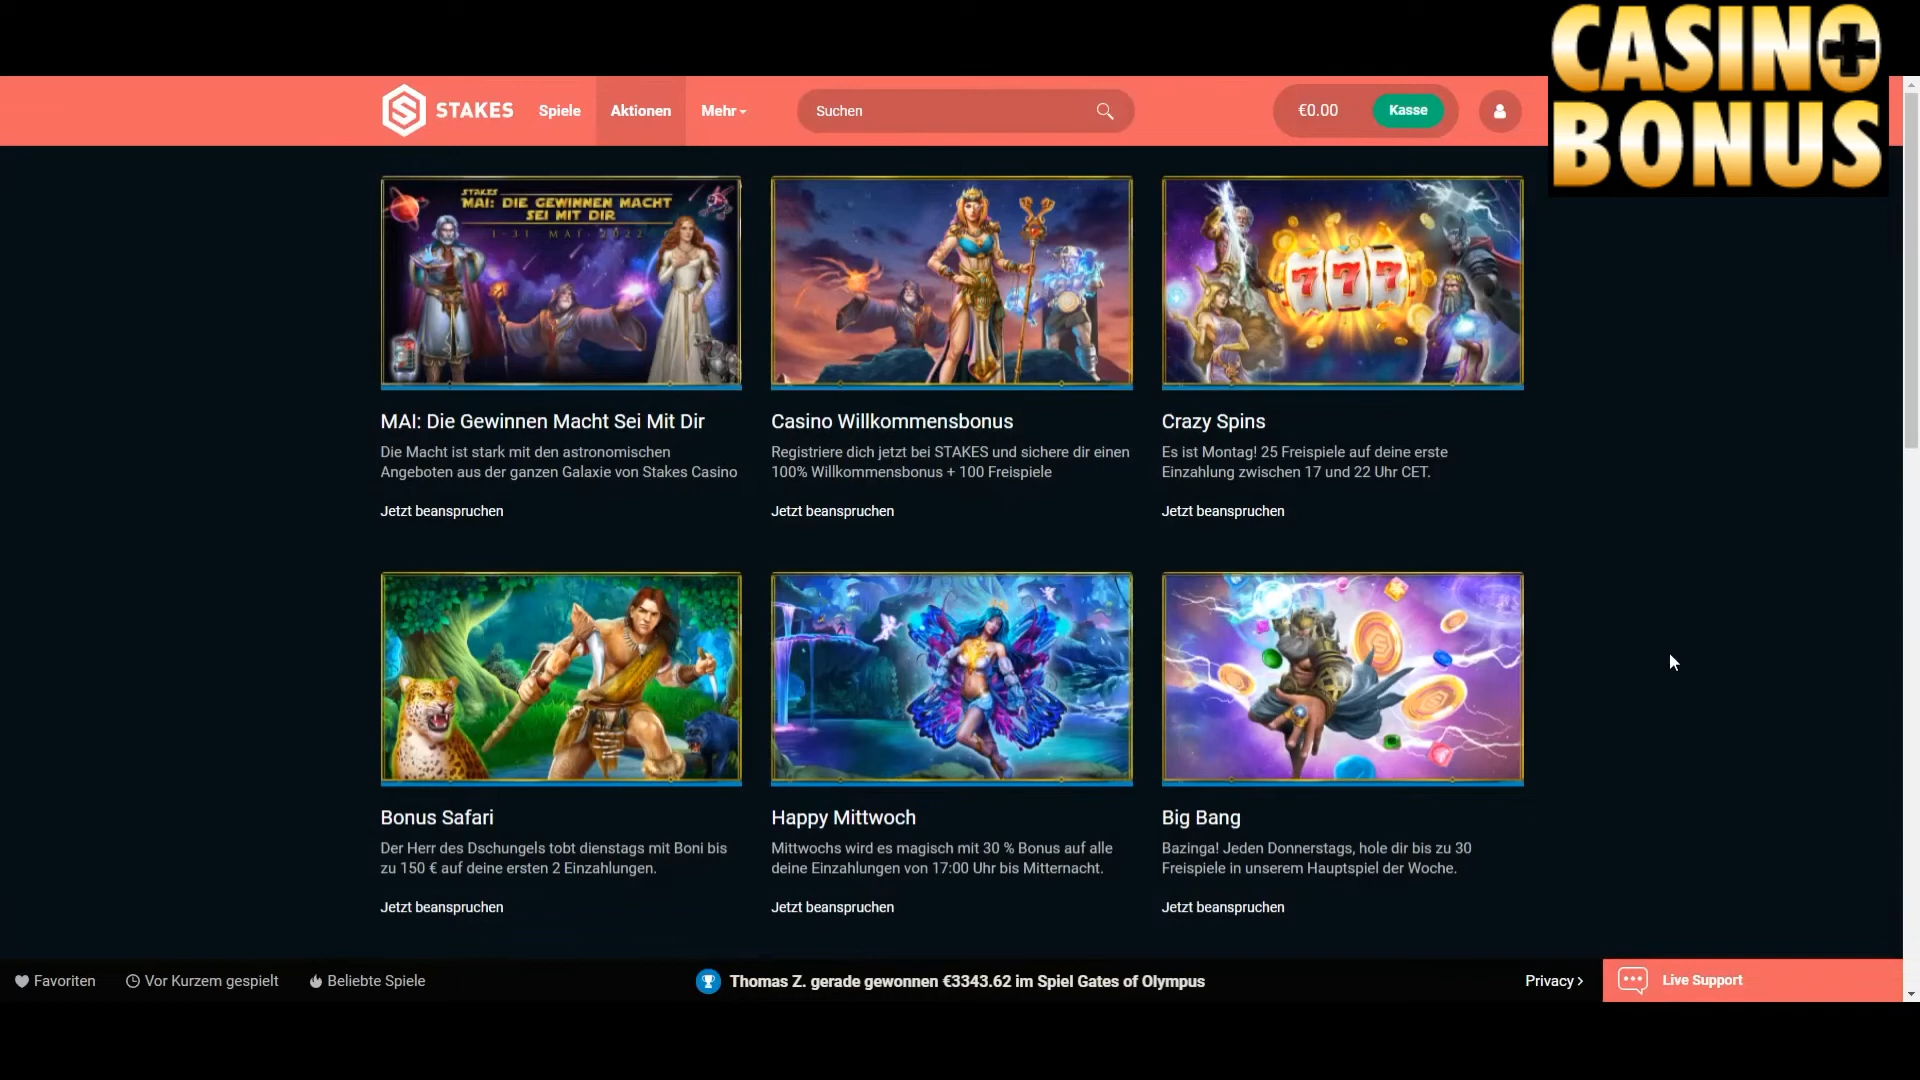 CASINO
BONUS
STAKES
Spiele
Aktionen
Mehr
Suchen
€0.00
Kasse
STAKES
MAI: DIE GEWINNEN MACHT
SEI MIT DIR
1-31 MAI 2022
777
MAI: Die Gewinnen Macht Sei Mit Dir
Die Macht ist stark mit den astronomischen
Angeboten aus der ganzen Galaxie von Stakes Casino
Jetzt beanspruchen
Casino Willkommensbonus
Registriere dich jetzt bei STAKES und sichere dir einen
100% Willkommensbonus + 100 Freispiele
Jetzt beanspruchen
Crazy Spins
Es ist Montag! 25 Freispiele auf deine erste
Einzahlung zwischen 17 und 22 Uhr CET.
Jetzt beanspruchen
Bonus Safari
Der Herr des Dschungels tobt dienstags mit Boni bis
zu 150 € auf deine ersten 2 Einzahlungen.
Jetzt beanspruchen
Happy Mittwoch
Mittwochs wird es magisch mit 30 % Bonus auf alle
deine Einzahlungen von 17:00 Uhr bis Mitternacht.
Jetzt beanspruchen
Big Bang
Bazinga! Jeden Donnerstags, hole dir bis zu 30
Freispiele in unserem Hauptspiel der Woche.
Jetzt beanspruchen
Favoriten
Vor Kurzem gespielt
Beliebte Spiele
Thomas Z. gerade gewonnen €3343.62 im Spiel Gates of Olympus
Privacy
Live Support